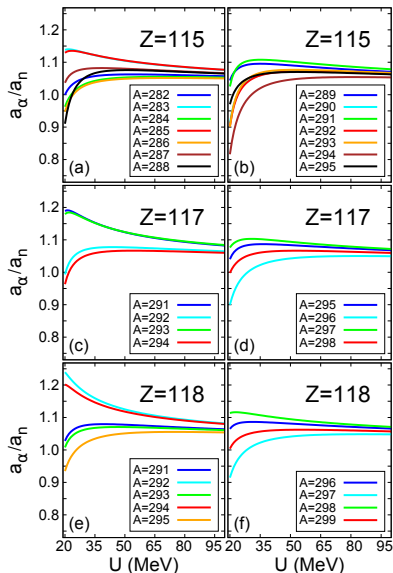 Z=115
Z=115
1.2
1.1
1.0
0.9
0.8
aα/an
A=282
A=283
A=284
A=285
A=286
A=287
A=288
(a)
A=289
A=290
A=291
A=292
A=293
A=294
A=295
(b)
Z=117
Z=117
1.2
1.1
1.0
0.9
0.8
aα/an
A=291
A=292
A=293
A=294
(c)
A=295
A=296
A=297
A=298
(d)
Z=118
Z=118
1.2
1.1
1.0
0.9
0.8
aα/an
A=291
A=292
A=293
A=294
A=295
(e)
A=296
A=297
A=298
A=299
(f)
20 35 50 65 80 95
20 35 50 65 80 95
U (MeV)
U (MeV)